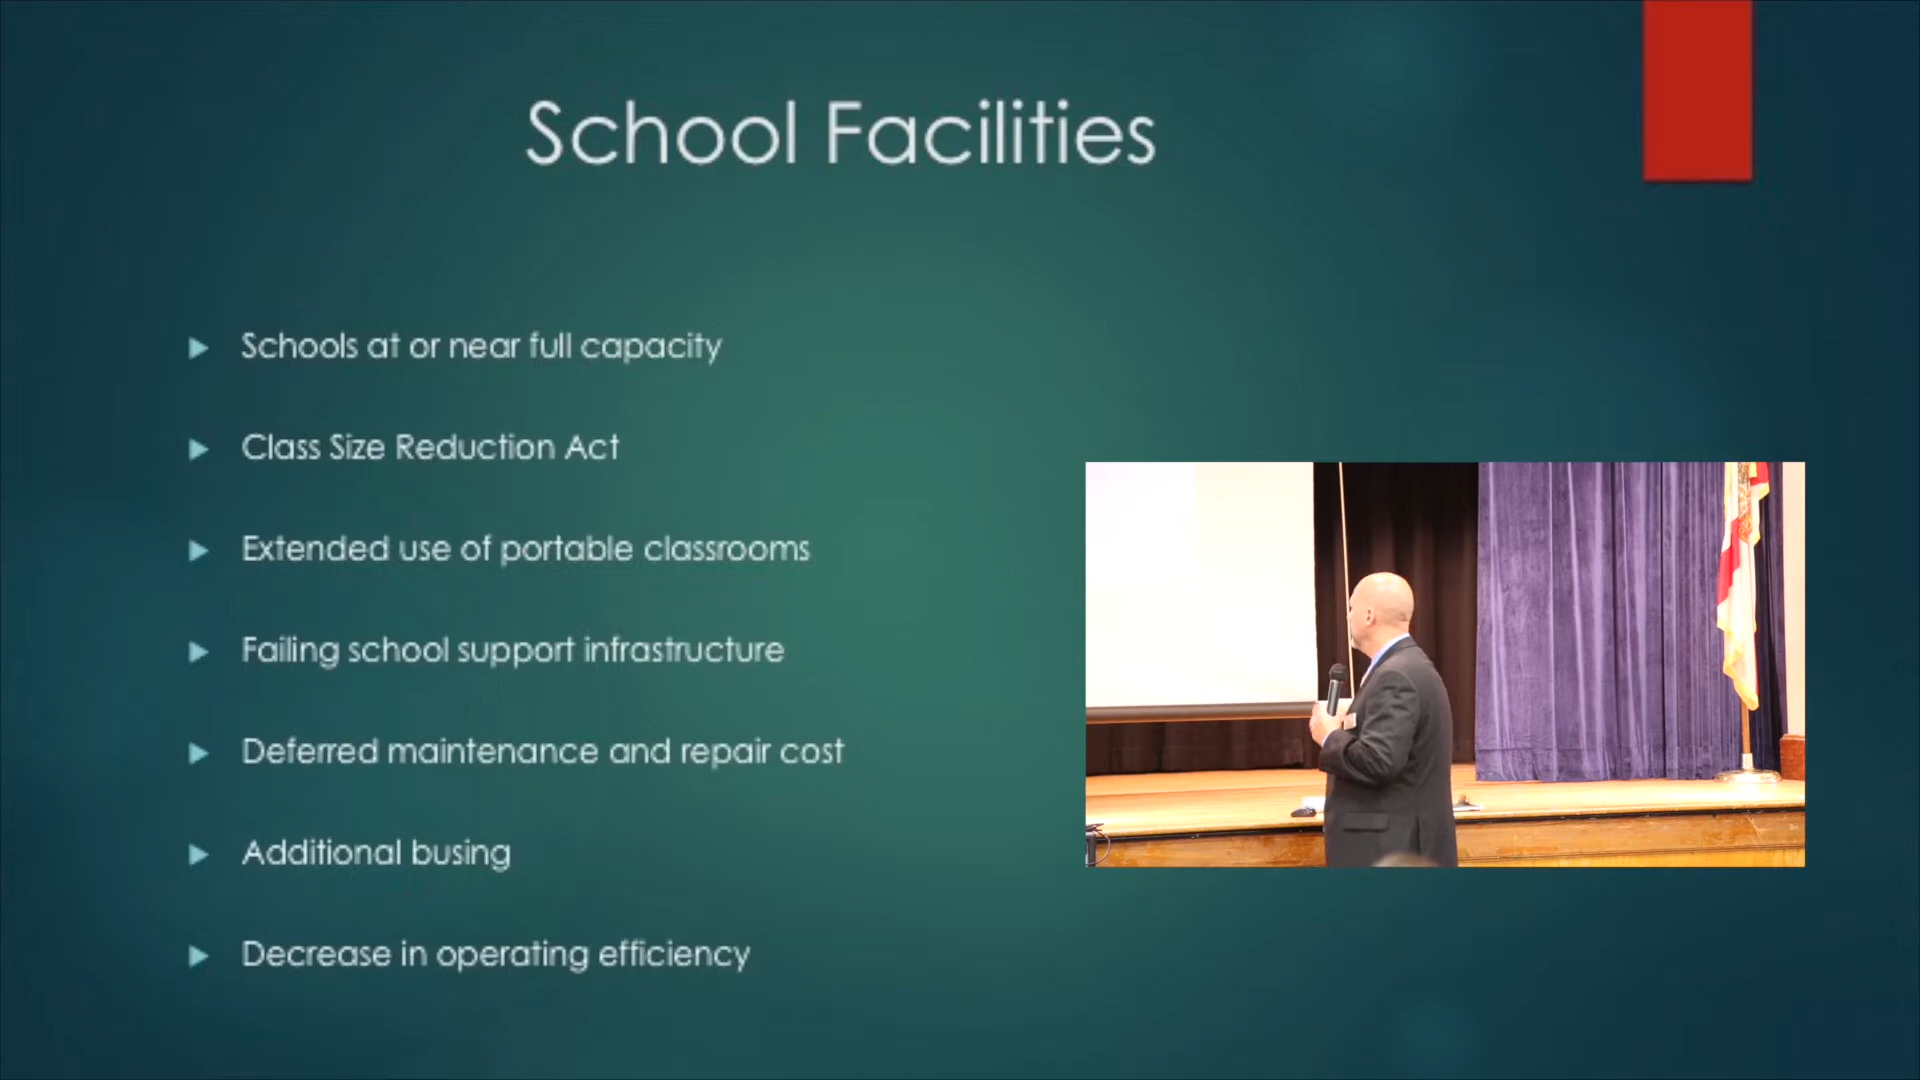 School Facilities
Schools at or near full capacity
Class Size Reduction Act
Extended use of portable classrooms
Failing school support infrastructure
Deferred maintenance and repair cost
Additional busing
Decrease in operating efficiency